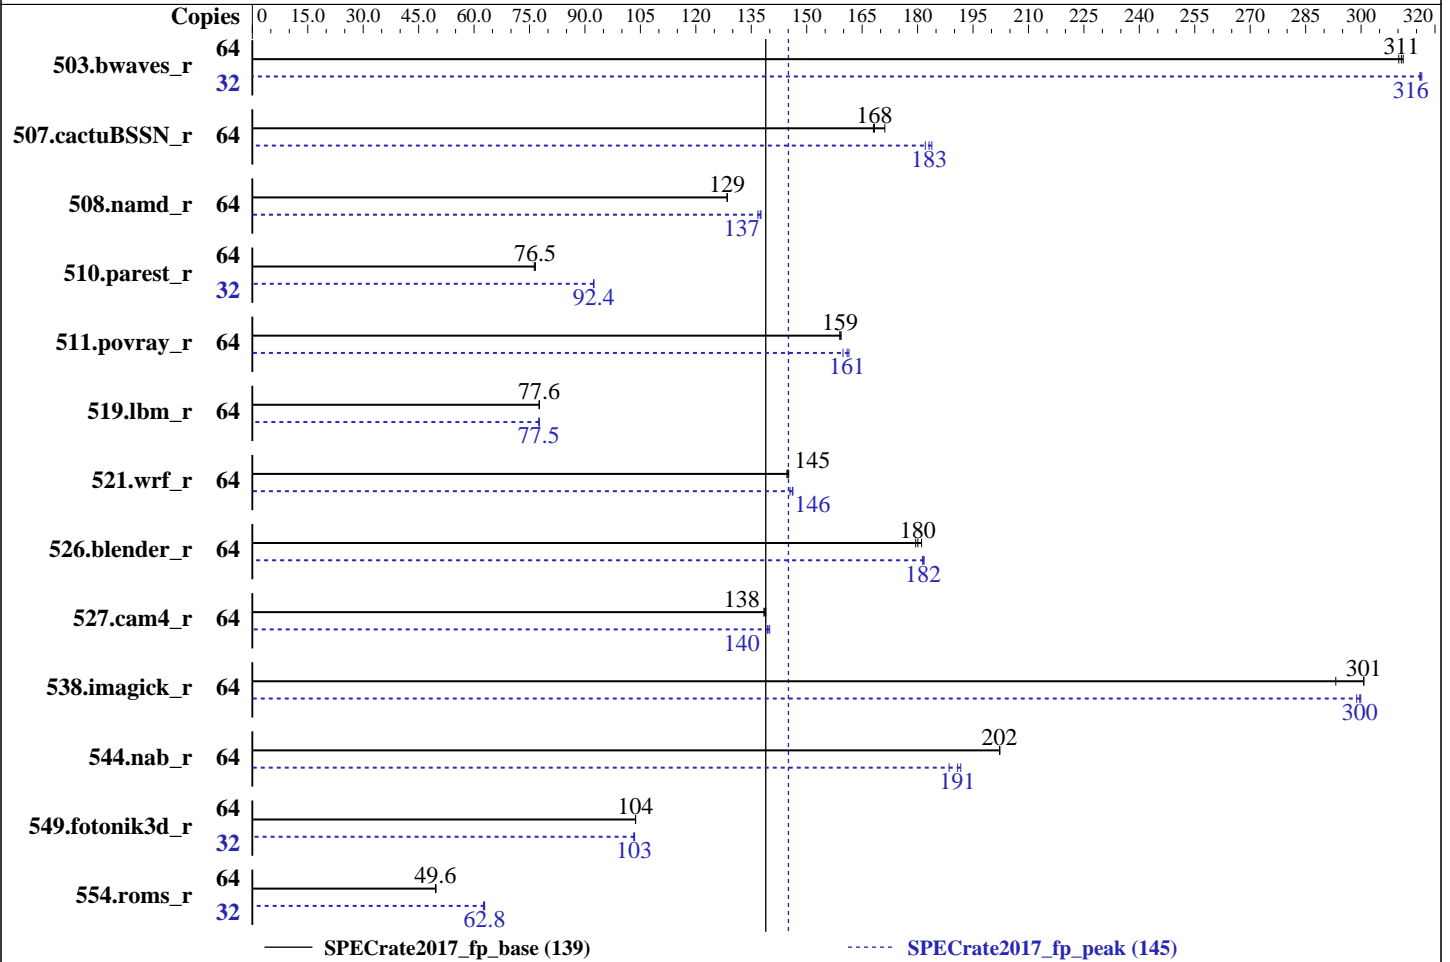 Copies 0 15.0 30.0 45.0 60.0 75.0 90.0 105 120 135 150 165 180 195 210 225 240 255 270 285 300 320
503.bwaves_r 64 311
32 316
507.cactuBSSN_r 64 168
183
508.namd_r 64 129
137
510.parest_r 64 76.5
32 92.4
511.povray_r 64 159
161
519.lbm_r 64 77.6
77.5
521.wrf_r 64 145
146
526.blender_r 64 180
182
527.cam4_r 64 138
140
538.imagick_r 64 301
300
544.nab_r 64 202
191
549.fotonik3d_r 64 104
32 103
554.roms_r 64 49.6
32 62.8
SPECrate2017_fp_base (139) SPECrate2017_fp_peak (145)